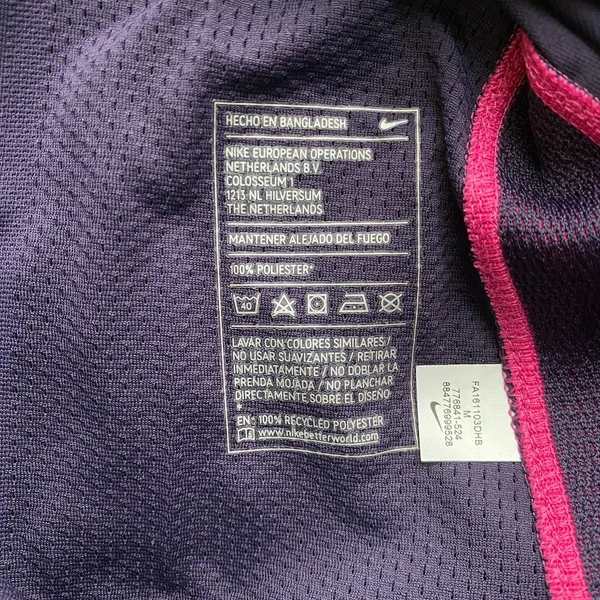 HECHO EN BANGLADESH
NIKE EUROPEAN OPERATIONS
NETHERLANDS B.V.
COLOSSEUM 1
1213 NL HILVERSUM
THE NETHERLANDS
MANTENER ALEJADO DEL FUEGO
100% POLIESTER*
40
LAVAR CON COLORES SIMILARES /
NO USAR SUAVIZANTES / RETIRAR
INMEDIATAMENTE / NO DOBLAR LA
PRENDA MOJADA / NO PLANCHAR
DIRECTAMENTE SOBRE EL DISEÑO
*
EN: 100% RECYCLED POLYESTER
www.nikebetterworld.com
FA161103DHB
M
776841-524
884776999528